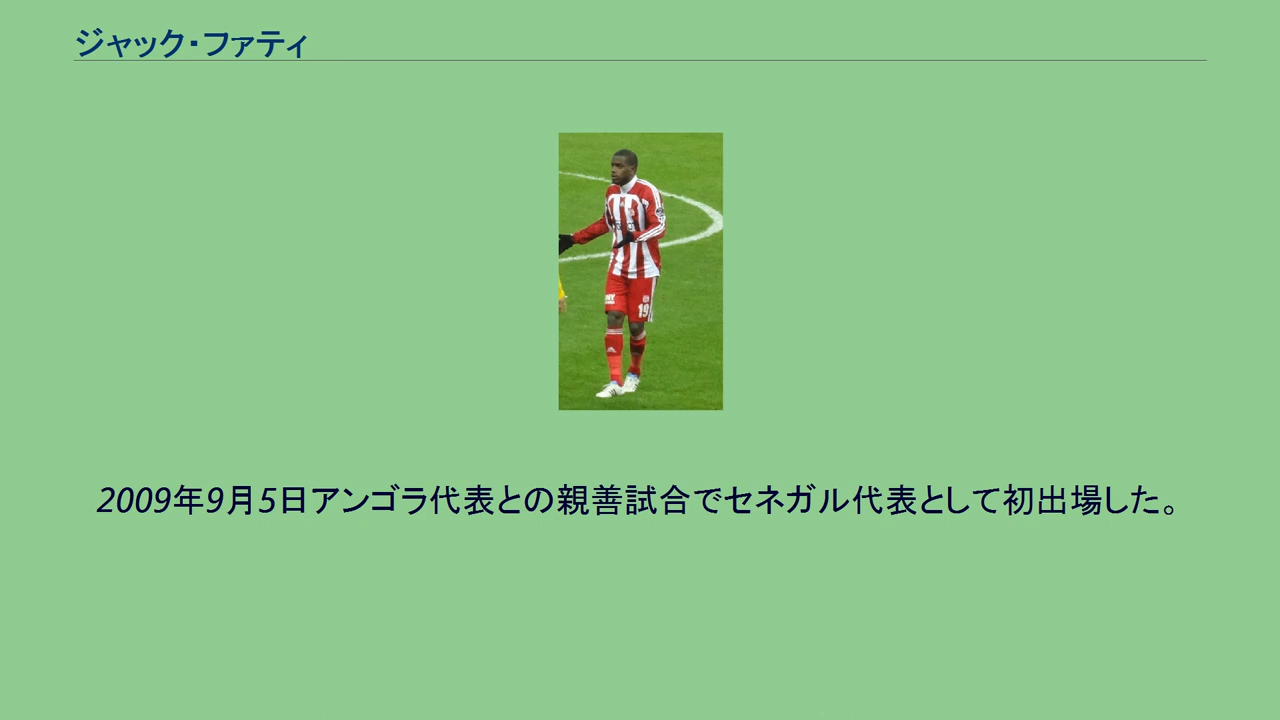 ジャック・ファティ
19
2009年9月5日アンゴラ代表との親善試合でセネガル代表として初出場した。